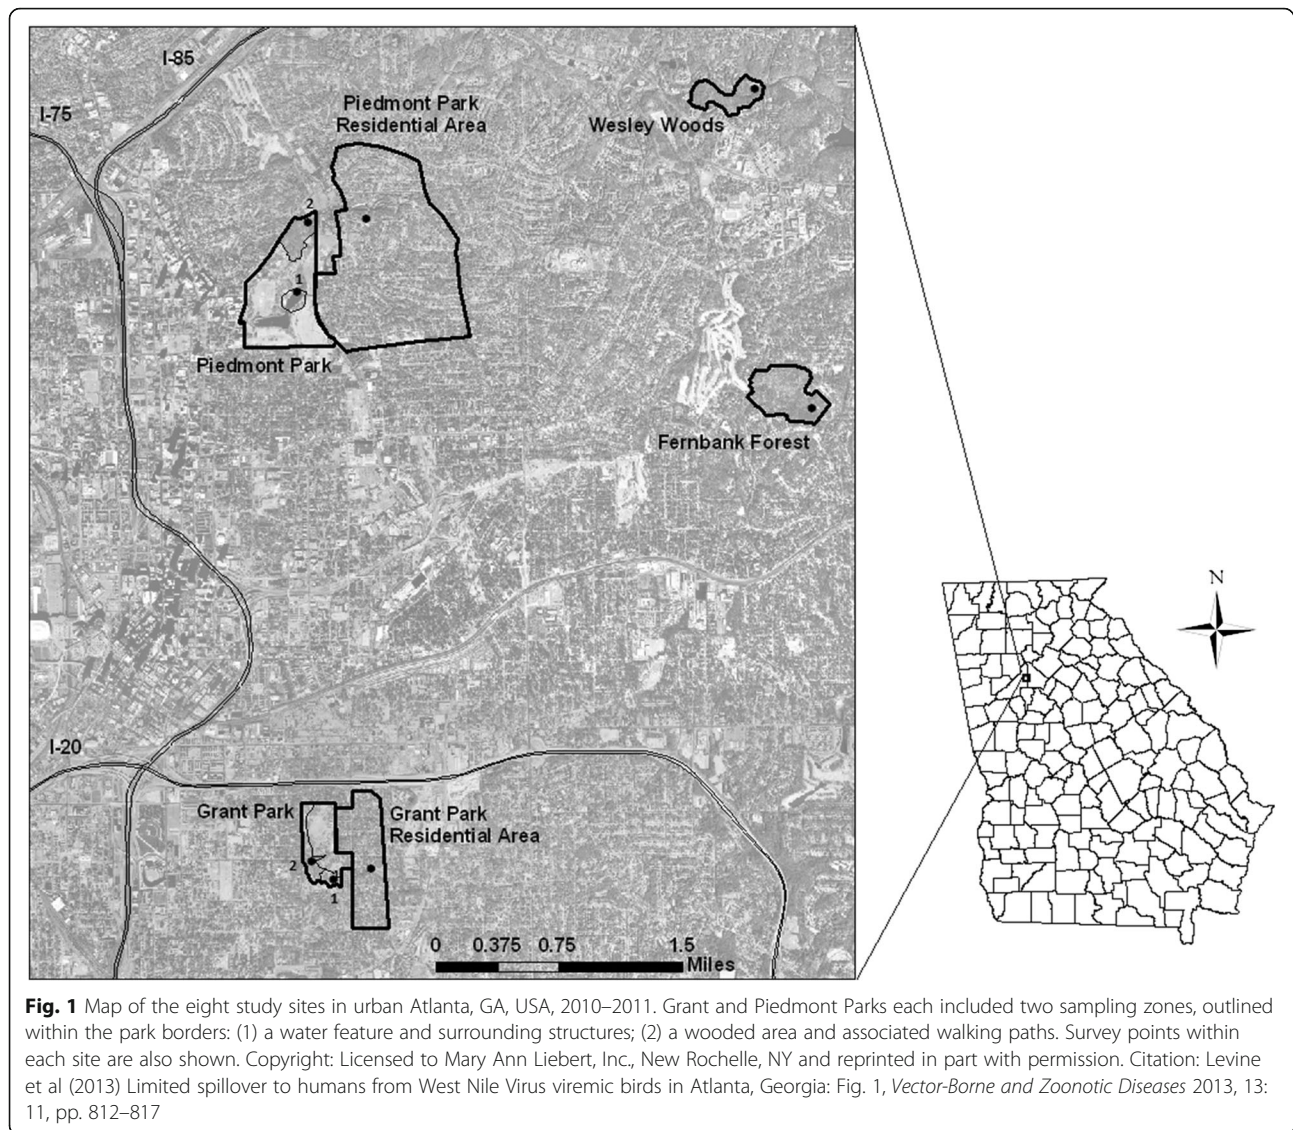 I-85
I-75
Piedmont Park
Residential Area
Wesley Woods
2
1
Piedmont Park
Fernbank Forest
N
I-20
Grant Park
Grant Park
Residential Area
2
1
0 0.375 0.75 1.5
Miles
Fig. 1 Map of the eight study sites in urban Atlanta, GA, USA, 2010–2011. Grant and Piedmont Parks each included two sampling zones, outlined
within the park borders: (1) a water feature and surrounding structures; (2) a wooded area and associated walking paths. Survey points within
each site are also shown. Copyright: Licensed to Mary Ann Liebert, Inc., New Rochelle, NY and reprinted in part with permission. Citation: Levine
et al (2013) Limited spillover to humans from West Nile Virus viremic birds in Atlanta, Georgia: Fig. 1, Vector-Borne and Zoonotic Diseases 2013, 13:
11, pp. 812–817